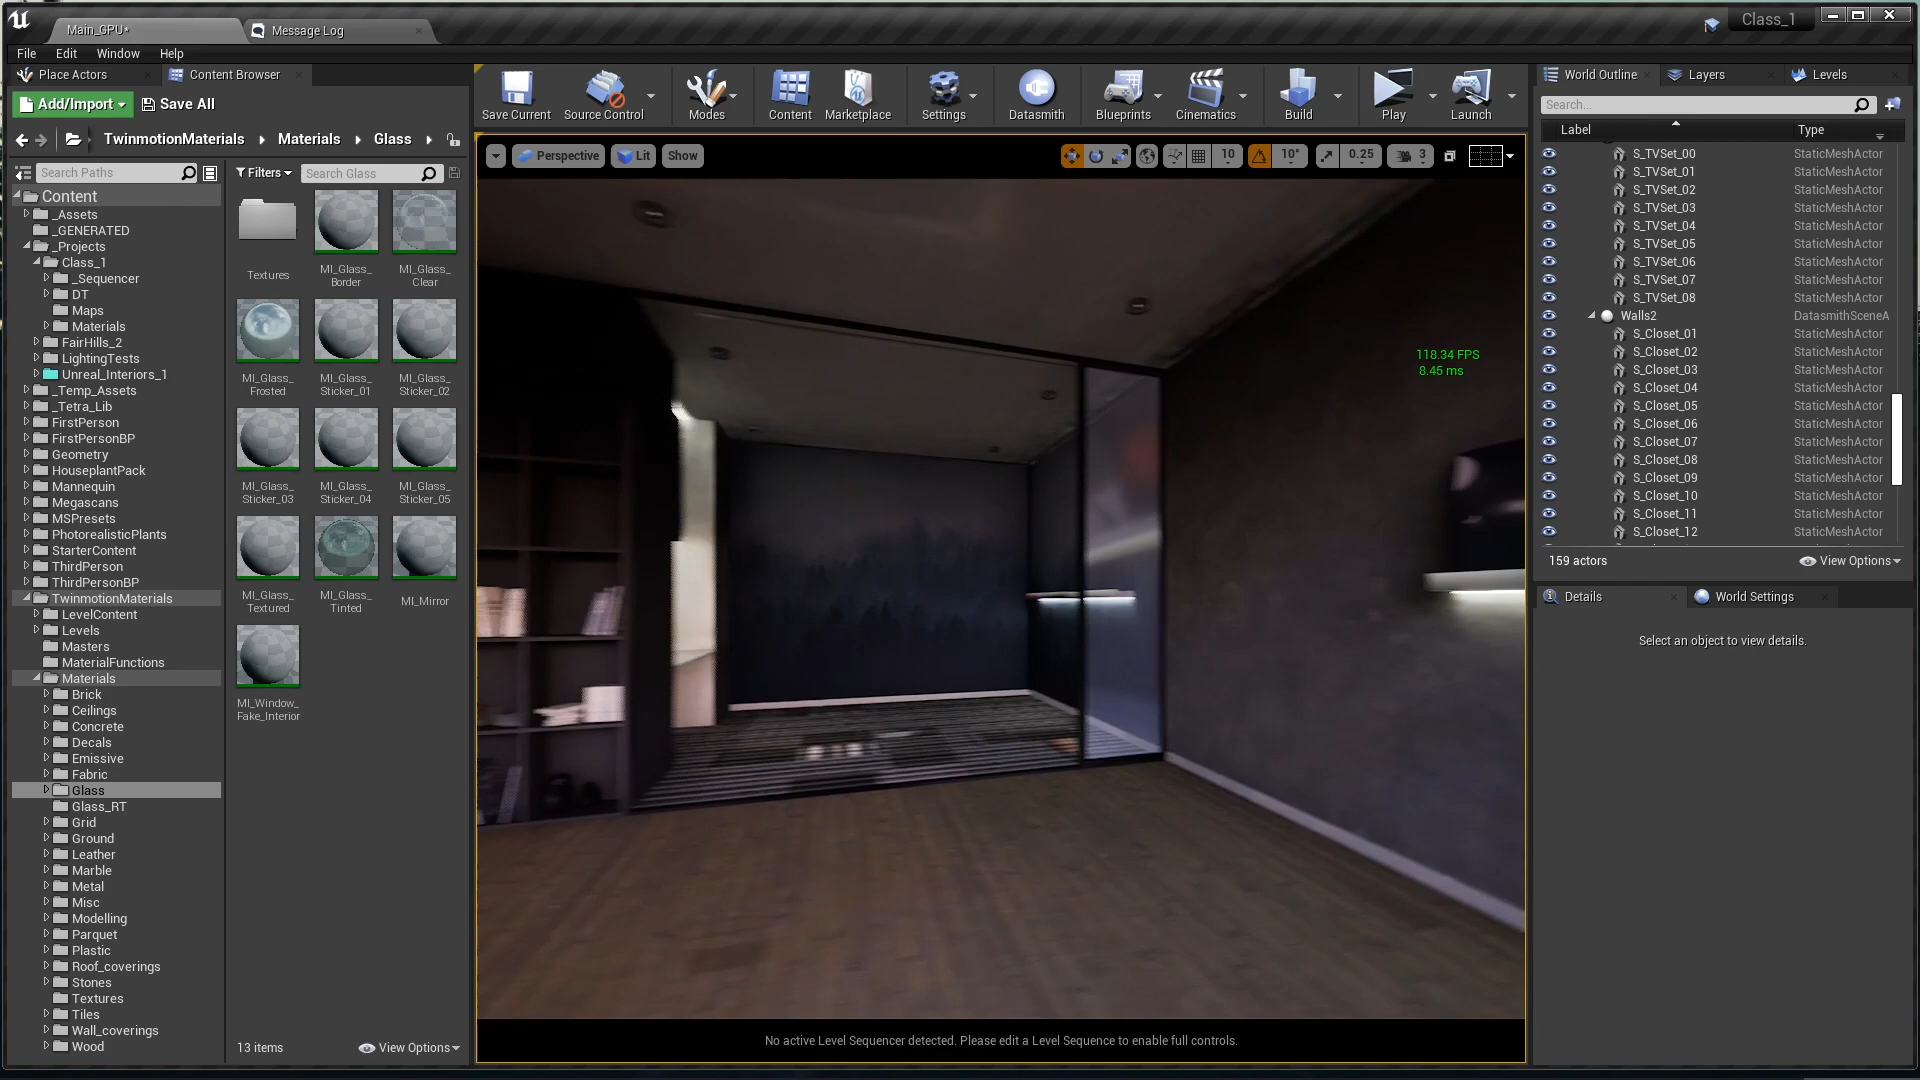 Main_GPU*
Message Log
Class_1
File
Edit
Window
Help
Place Actors
Content Browser
Add/Import
Save All
TwinmotionMaterials
Materials
Glass
Search Paths
Filters
Search Glass
Content
_Assets
_GENERATED
_Projects
Class_1
_Sequencer
DT
Maps
Materials
FairHills_2
LightingTests
Unreal_Interiors_1
_Temp_Assets
_Tetra_Lib
FirstPerson
FirstPersonBP
Geometry
HouseplantPack
Mannequin
Megascans
MSPresets
PhotorealisticPlants
StarterContent
ThirdPerson
ThirdPersonBP
TwinmotionMaterials
LevelContent
Levels
Masters
MaterialFunctions
Materials
Brick
Ceilings
Concrete
Decals
Emissive
Fabric
Glass
Glass_RT
Grid
Ground
Leather
Marble
Metal
Misc
Modelling
Parquet
Plastic
Roof_coverings
Stones
Textures
Tiles
Wall_coverings
Wood
Textures
MI_Glass_
Border
MI_Glass_
Clear
MI_Glass_
Frosted
MI_Glass_
Sticker_01
MI_Glass_
Sticker_02
MI_Glass_
Sticker_03
MI_Glass_
Sticker_04
MI_Glass_
Sticker_05
MI_Glass_
Textured
MI_Glass_
Tinted
MI_Mirror
MI_Window_
Fake_Interior
13 items
View Options
Save Current
Source Control
Modes
Content
Marketplace
Settings
Datasmith
Blueprints
Cinematics
Build
Play
Launch
Perspective
Lit
Show
10
10°
0.25
3
118.34 FPS
8.45 ms
No active Level Sequencer detected. Please edit a Level Sequence to enable full controls.
World Outline
Layers
Levels
Search...
Label
Type
S_TVSet_00 StaticMeshActor
S_TVSet_01 StaticMeshActor
S_TVSet_02 StaticMeshActor
S_TVSet_03 StaticMeshActor
S_TVSet_04 StaticMeshActor
S_TVSet_05 StaticMeshActor
S_TVSet_06 StaticMeshActor
S_TVSet_07 StaticMeshActor
S_TVSet_08 StaticMeshActor
Walls2 DatasmithSceneA
S_Closet_01 StaticMeshActor
S_Closet_02 StaticMeshActor
S_Closet_03 StaticMeshActor
S_Closet_04 StaticMeshActor
S_Closet_05 StaticMeshActor
S_Closet_06 StaticMeshActor
S_Closet_07 StaticMeshActor
S_Closet_08 StaticMeshActor
S_Closet_09 StaticMeshActor
S_Closet_10 StaticMeshActor
S_Closet_11 StaticMeshActor
S_Closet_12 StaticMeshActor
159 actors
View Options
Details
World Settings
Select an object to view details.